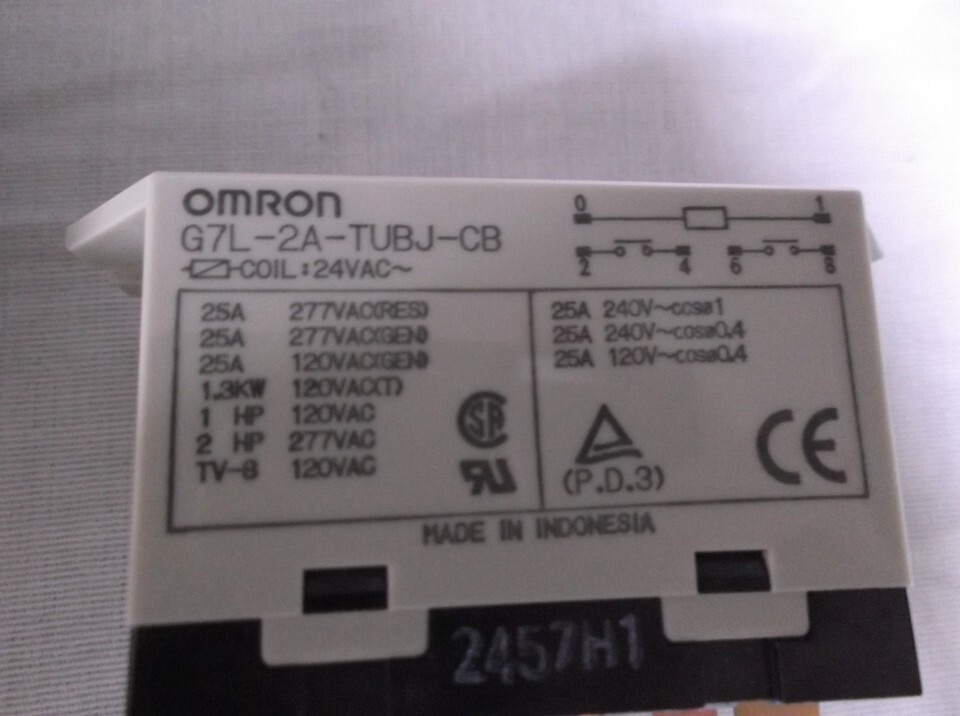 OMRON
G7L-2A-TUBJ-CB
COIL:24VAC~
0 1
2 4 6 8
25A 277VAC(RES)
25A 277VAC(GEN)
25A 120VAC(GEN)
1.3KW 120VAC(T)
1 HP 120VAC
2 HP 277VAC
TV-8 120VAC
25A 240V~cosø1
25A 240V~cosø0.4
25A 120V~cosø0.4
(P.D.3)
CE
MADE IN INDONESIA
2457H1